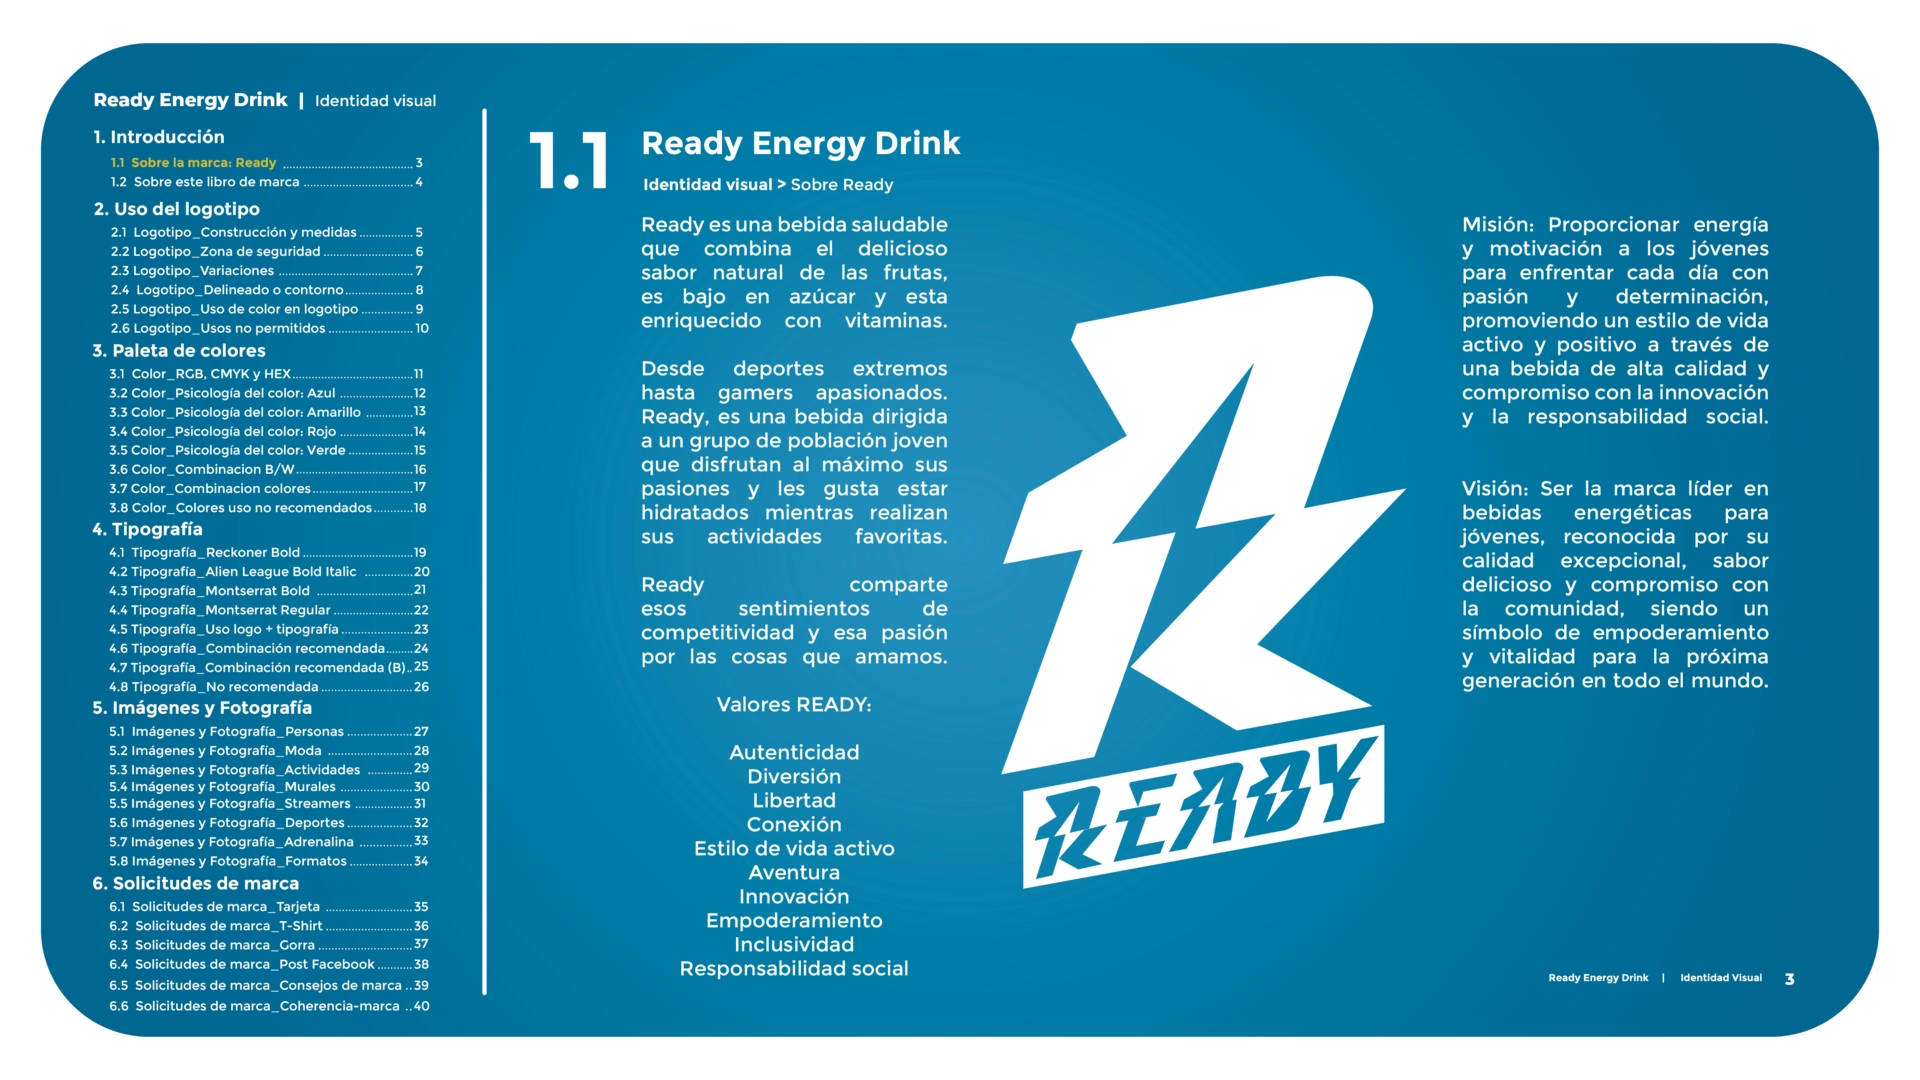 Ready Energy Drink | Identidad visual
1. Introducción
1.1 Sobre la marca: Ready ........................................ 3
1.2 Sobre este libro de marca .................................. 4
2. Uso del logotipo
2.1 Logotipo_Construcción y medidas ................ 5
2.2 Logotipo_Zona de seguridad ........................... 6
2.3 Logotipo_Variaciones ......................................... 7
2.4 Logotipo_Delineado o contorno ..................... 8
2.5 Logotipo_Uso de color en logotipo ................ 9
2.6 Logotipo_Usos no permitidos .......................... 10
3. Paleta de colores
3.1 Color_RGB, CMYK y HEX ..................................... 11
3.2 Color_Psicología del color: Azul ...................... 12
3.3 Color_Psicología del color: Amarillo .............. 13
3.4 Color_Psicología del color: Rojo ...................... 14
3.5 Color_Psicología del color: Verde .................... 15
3.6 Color_Combinacion B/W .................................... 16
3.7 Color_Combinacion colores ............................... 17
3.8 Color_Colores uso no recomendados ............ 18
4. Tipografía
4.1 Tipografía_Reckoner Bold .................................. 19
4.2 Tipografía_Alien League Bold Italic ............... 20
4.3 Tipografía_Montserrat Bold ............................. 21
4.4 Tipografía_Montserrat Regular ........................ 22
4.5 Tipografía_Uso logo + tipografía ...................... 23
4.6 Tipografía_Combinación recomendada ........ 24
4.7 Tipografía_Combinación recomendada (B) .. 25
4.8 Tipografía_No recomendada ............................ 26
5. Imágenes y Fotografía
5.1 Imágenes y Fotografía_Personas .................... 27
5.2 Imágenes y Fotografía_Moda .......................... 28
5.3 Imágenes y Fotografía_Actividades .............. 29
5.4 Imágenes y Fotografía_Murales ...................... 30
5.5 Imágenes y Fotografía_Streamers .................. 31
5.6 Imágenes y Fotografía_Deportes .................... 32
5.7 Imágenes y Fotografía_Adrenalina ................ 33
5.8 Imágenes y Fotografía_Formatos ................... 34
6. Solicitudes de marca
6.1 Solicitudes de marca_Tarjeta ........................... 35
6.2 Solicitudes de marca_T-Shirt ........................... 36
6.3 Solicitudes de marca_Gorra ............................. 37
6.4 Solicitudes de marca_Post Facebook ........... 38
6.5 Solicitudes de marca_Consejos de marca .. 39
6.6 Solicitudes de marca_Coherencia-marca .. 40
1.1
Ready Energy Drink
Identidad visual > Sobre Ready
Ready es una bebida saludable
que combina el delicioso
sabor natural de las frutas,
es bajo en azúcar y esta
enriquecido con vitaminas.
Desde deportes extremos
hasta gamers apasionados.
Ready, es una bebida dirigida
a un grupo de población joven
que disfrutan al máximo sus
pasiones y les gusta estar
hidratados mientras realizan
sus actividades favoritas.
Ready comparte
esos sentimientos de
competitividad y esa pasión
por las cosas que amamos.
Valores READY:
Autenticidad
Diversión
Libertad
Conexión
Estilo de vida activo
Aventura
Innovación
Empoderamiento
Inclusividad
Responsabilidad social
READY
Misión: Proporcionar energía
y motivación a los jóvenes
para enfrentar cada día con
pasión y determinación,
promoviendo un estilo de vida
activo y positivo a través de
una bebida de alta calidad y
compromiso con la innovación
y la responsabilidad social.
Visión: Ser la marca líder en
bebidas energéticas para
jóvenes, reconocida por su
calidad excepcional, sabor
delicioso y compromiso con
la comunidad, siendo un
símbolo de empoderamiento
y vitalidad para la próxima
generación en todo el mundo.
Ready Energy Drink | Identidad Visual 3